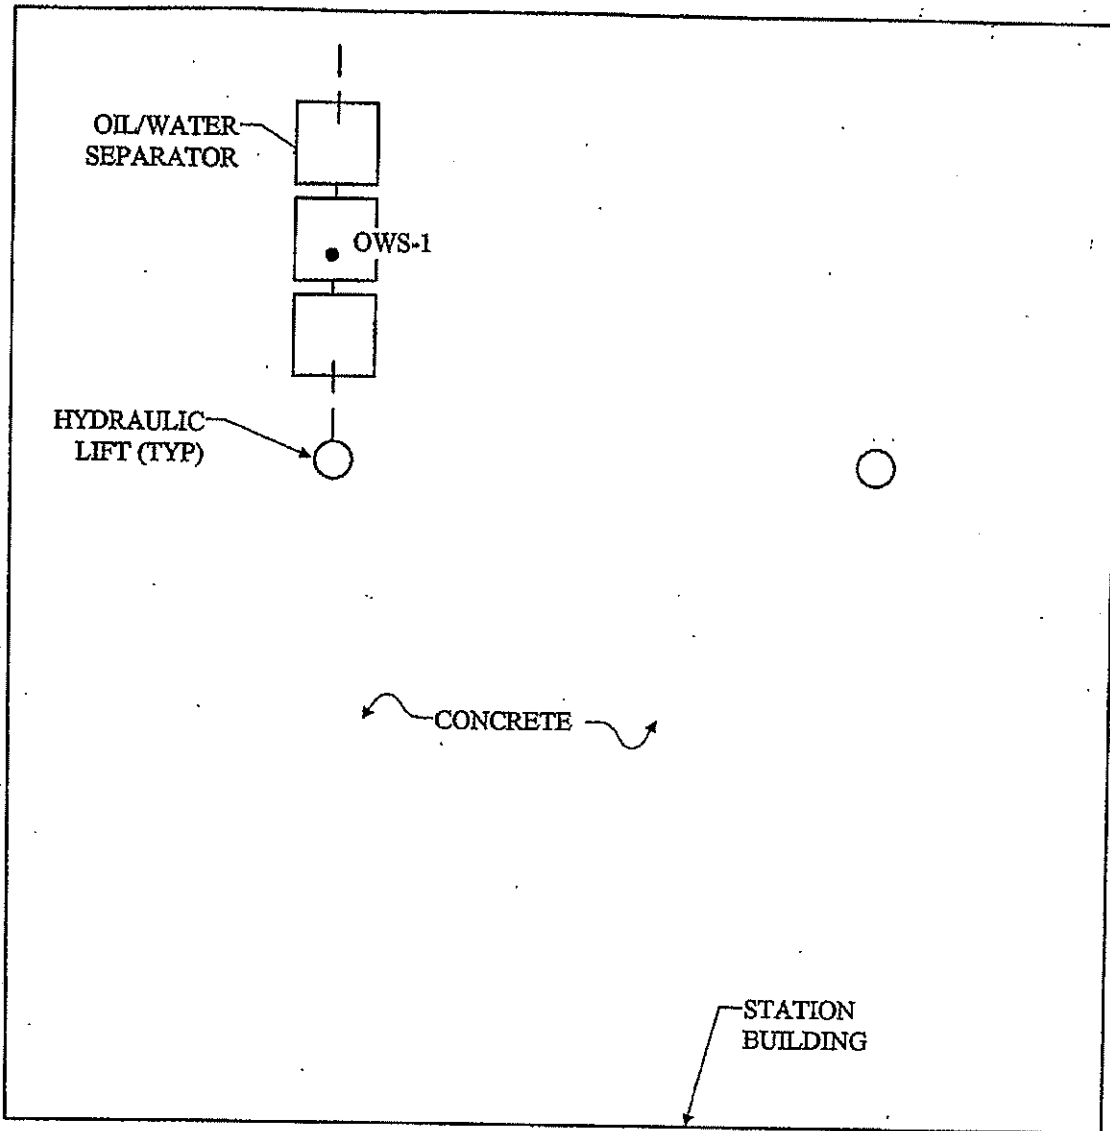 OIL/WATER
SEPARATOR
OWS-1
HYDRAULIC
LIFT (TYP)
CONCRETE
STATION
BUILDING